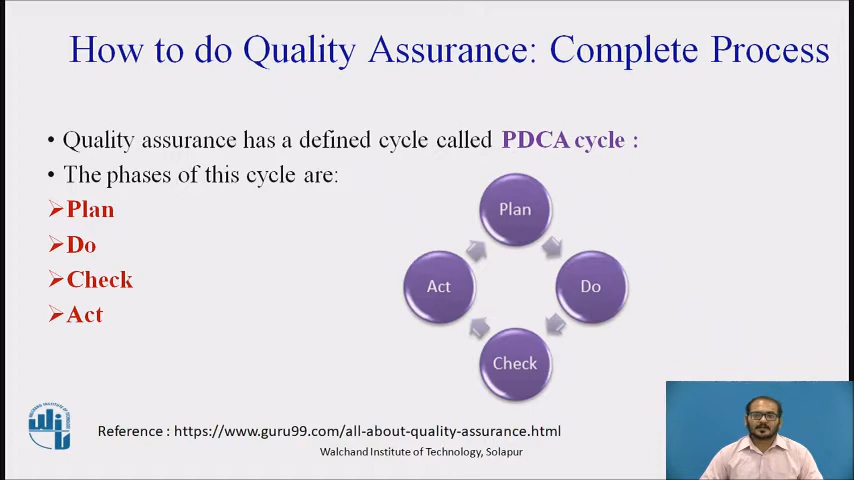 How to do Quality Assurance: Complete Process
• Quality assurance has a defined cycle called PDCA cycle :
• The phases of this cycle are:
➢Plan
➢Do
➢Check
➢Act
Plan
Act
Do
Check
Reference : https://www.guru99.com/all-about-quality-assurance.html
Walchand Institute of Technology, Solapur